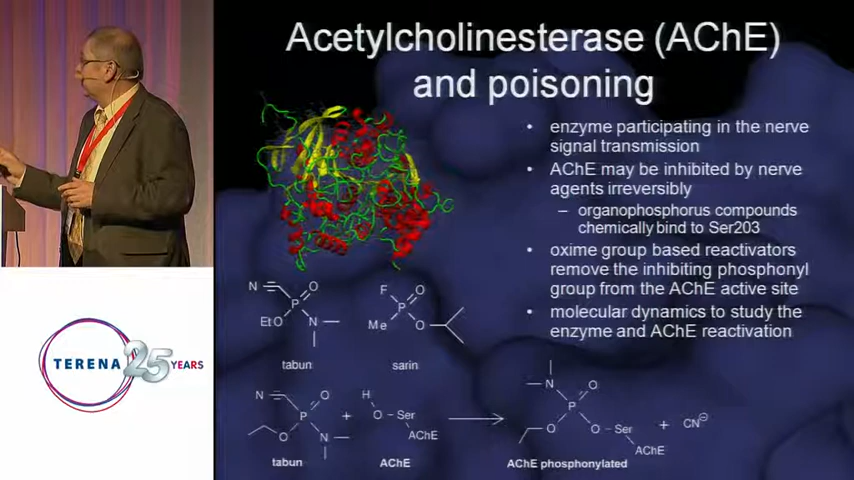 Acetylcholinesterase (AChE)
and poisoning
enzyme participating in the nerve
signal transmission
AChE may be inhibited by nerve
agents irreversibly
– organophosphorus compounds
chemically bind to Ser203
oxime group based reactivators
remove the inhibiting phosphonyl
group from the AChE active site
molecular dynamics to study the
enzyme and AChE reactivation
TERENA 25 YEARS
N O
P
EtO N
tabun
F O
P
Me O
sarin
N O
P
O N
tabun
+
H
O Ser
AChE
AChE
N O
P
O O Ser
AChE
AChE phosphonylated
+ CN⊖